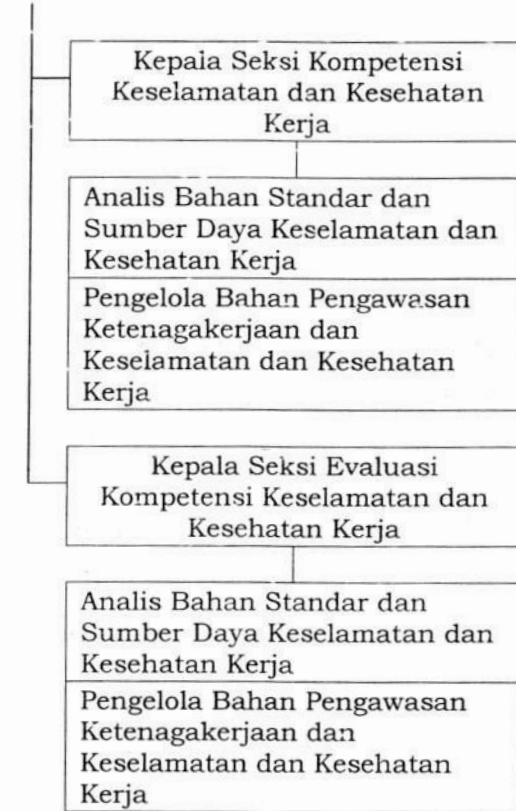 Kepala Seksi Kompetensi
Keselamatan dan Kesehatan
Kerja
Analis Bahan Standar dan
Sumber Daya Keselamatan dan
Kesehatan Kerja
Pengelola Bahan Pengawasan
Ketenagakerjaan dan
Keselamatan dan Kesehatan
Kerja
Kepala Seksi Evaluasi
Kompetensi Keselamatan dan
Kesehatan Kerja
Analis Bahan Standar dan
Sumber Daya Keselamatan dan
Kesehatan Kerja
Pengelola Bahan Pengawasan
Ketenagakerjaan dan
Keselamatan dan Kesehatan
Kerja